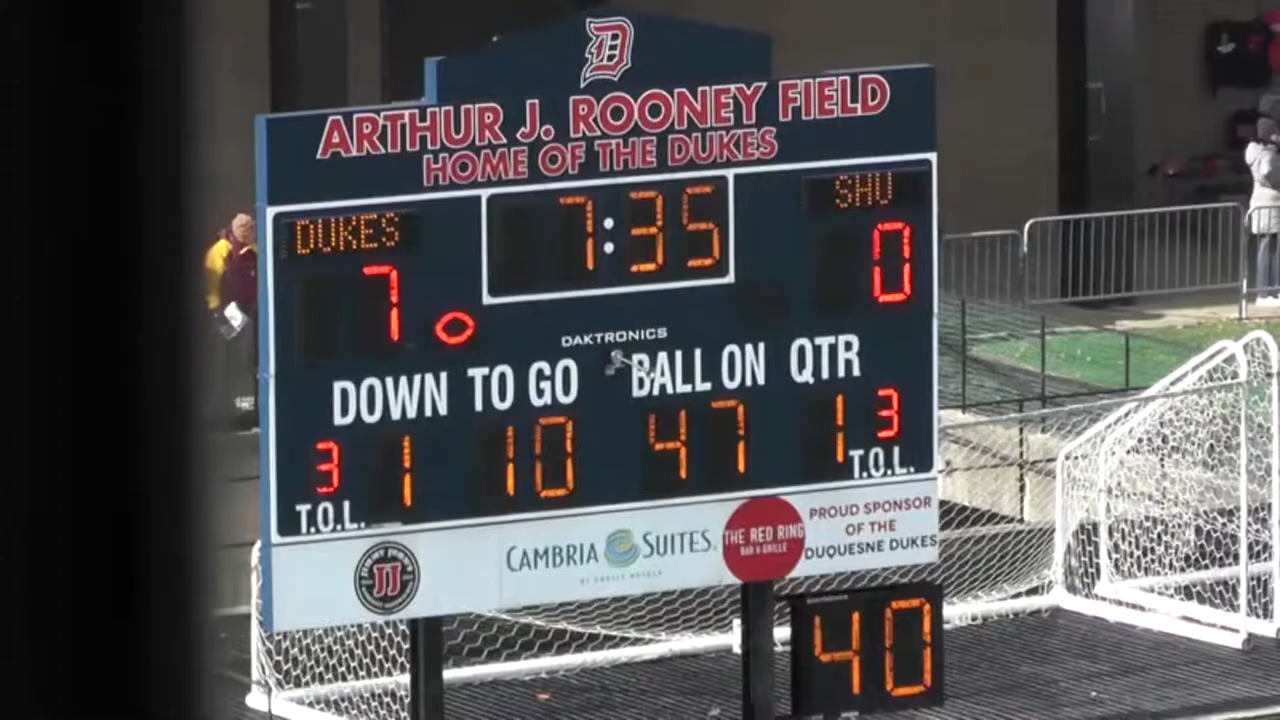 D
ARTHUR J. ROONEY FIELD
HOME OF THE DUKES
DUKES 7:35 SHU
7 0
DAKTRONICS
DOWN TO GO BALL ON QTR
3 1 10 47 1 3
T.O.L. T.O.L.
JJ
CAMBRIA SUITES
THE RED RING
BAR & GRILLE
PROUD SPONSOR
OF THE
DUQUESNE DUKES
40